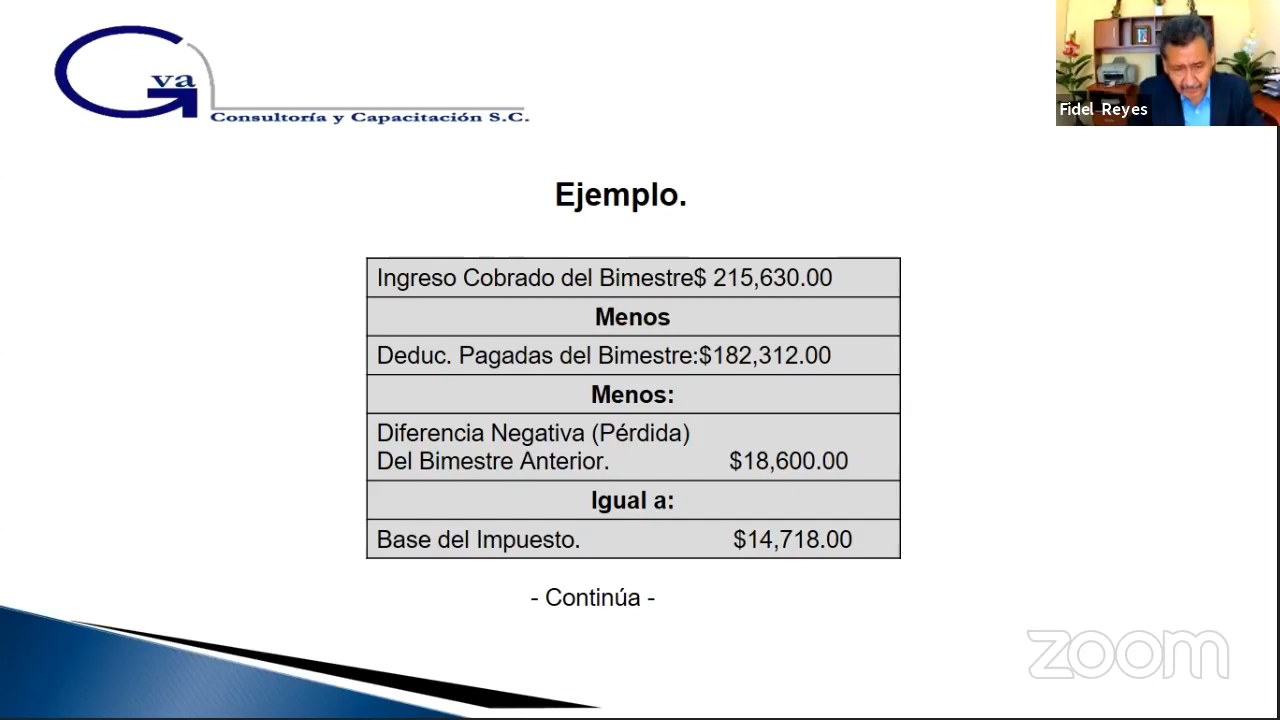 Gva
Consultoría y Capacitación S.C.
Fidel Reyes
Ejemplo.
Ingreso Cobrado del Bimestre$ 215,630.00
Menos
Deduc. Pagadas del Bimestre:$182,312.00
Menos:
Diferencia Negativa (Pérdida)
Del Bimestre Anterior. $18,600.00
Igual a:
Base del Impuesto. $14,718.00
- Continúa -
zoom